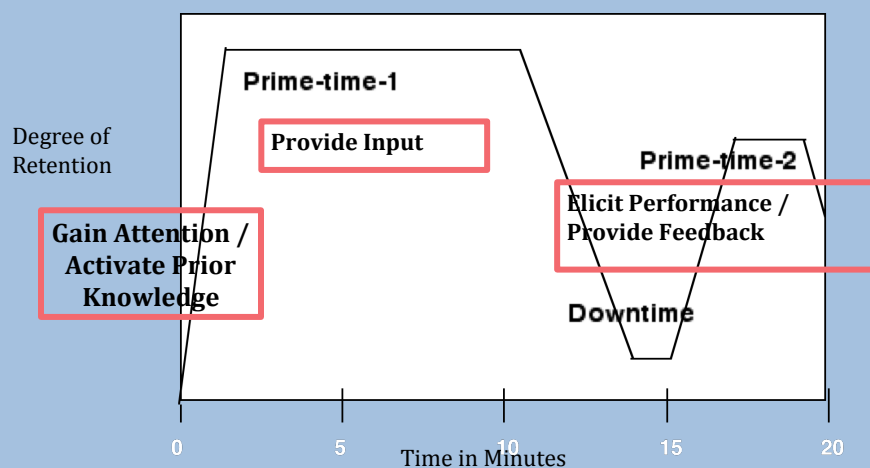 Prime-time-1
Provide Input
Degree of
Retention
Prime-time-2
Elicit Performance /
Provide Feedback
Gain Attention /
Activate Prior
Knowledge
Downtime
0
5
10
15
20
Time in Minutes